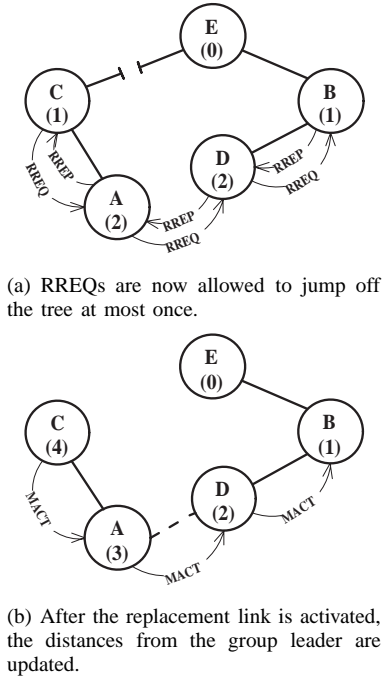 E
(0)
C
(1)
B
(1)
D
(2)
RREP
RREQ
RREP
RREQ
A
(2)
RREP
RREQ
(a) RREQs are now allowed to jump off
the tree at most once.
E
(0)
C
(4)
B
(1)
D
(2)
MACT
MACT
A
(3)
MACT
(b) After the replacement link is activated,
the distances from the group leader are
updated.